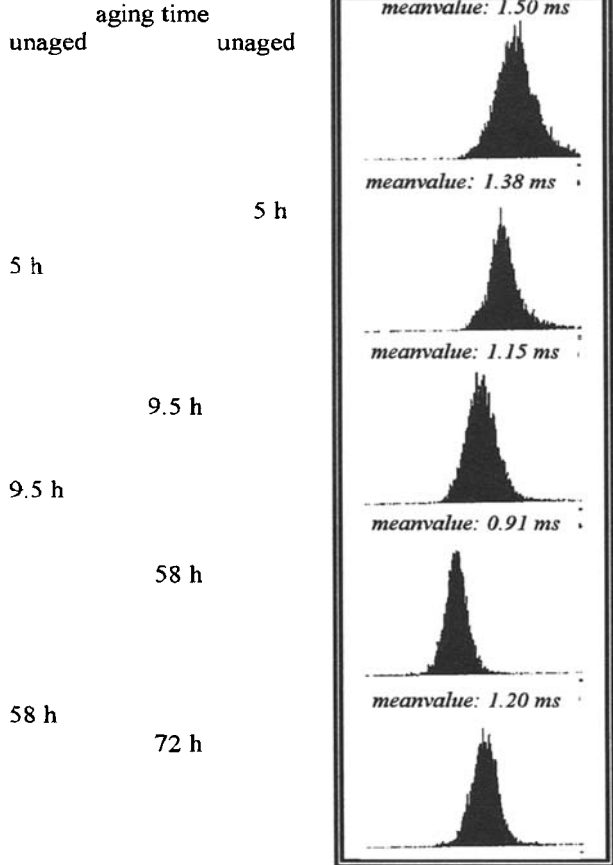 aging time
unaged
unaged
meanvalue: 1.50 ms
meanvalue: 1.38 ms
5 h
5 h
meanvalue: 1.15 ms
9.5 h
9.5 h
meanvalue: 0.91 ms
58 h
meanvalue: 1.20 ms
58 h
72 h